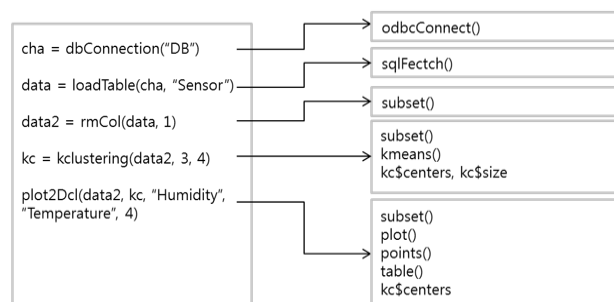 cha = dbConnection("DB")
data = loadTable(cha, "Sensor")
data2 = rmCol(data, 1)
kc = kclustering(data2, 3, 4)
plot2Dcl(data2, kc, "Humidity",
"Temperature", 4)
odbcConnect()
sqlFectch()
subset()
subset()
kmeans()
kc$centers, kc$size
subset()
plot()
points()
table()
kc$centers